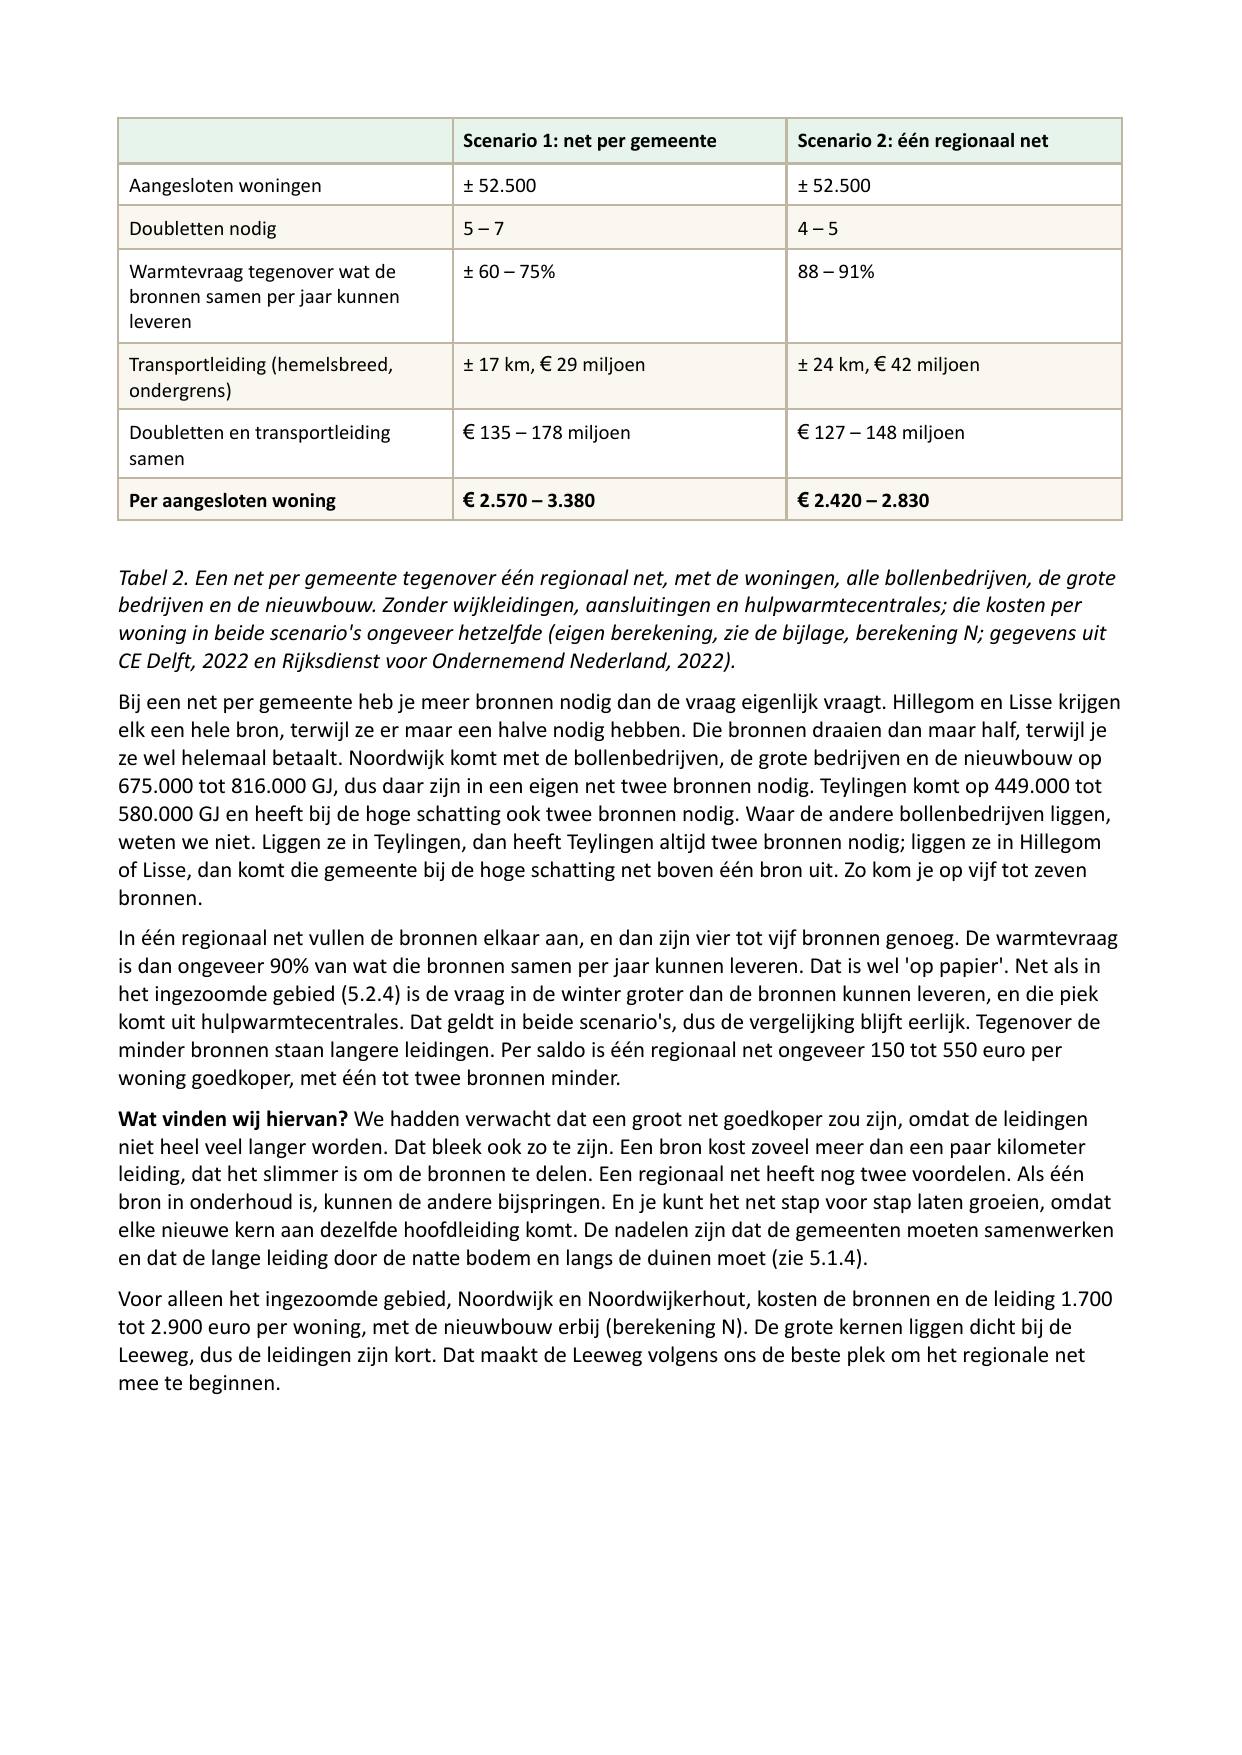 Scenario 1: net per gemeente Scenario 2: één regionaal net
Aangesloten woningen ± 52.500 ± 52.500
Doubletten nodig 5 – 7 4 – 5
Warmtevraag tegenover wat de ± 60 – 75% 88 – 91%
bronnen samen per jaar kunnen
leveren
Transportleiding (hemelsbreed, ± 17 km, € 29 miljoen ± 24 km, € 42 miljoen
ondergrens)
Doubletten en transportleiding € 135 – 178 miljoen € 127 – 148 miljoen
samen
Per aangesloten woning € 2.570 – 3.380 € 2.420 – 2.830
Tabel 2. Een net per gemeente tegenover één regionaal net, met de woningen, alle bollenbedrijven, de grote
bedrijven en de nieuwbouw. Zonder wijkleidingen, aansluitingen en hulpwarmtecentrales; die kosten per
woning in beide scenario's ongeveer hetzelfde (eigen berekening, zie de bijlage, berekening N; gegevens uit
CE Delft, 2022 en Rijksdienst voor Ondernemend Nederland, 2022).
Bij een net per gemeente heb je meer bronnen nodig dan de vraag eigenlijk vraagt. Hillegom en Lisse krijgen
elk een hele bron, terwijl ze er maar een halve nodig hebben. Die bronnen draaien dan maar half, terwijl je
ze wel helemaal betaalt. Noordwijk komt met de bollenbedrijven, de grote bedrijven en de nieuwbouw op
675.000 tot 816.000 GJ, dus daar zijn in een eigen net twee bronnen nodig. Teylingen komt op 449.000 tot
580.000 GJ en heeft bij de hoge schatting ook twee bronnen nodig. Waar de andere bollenbedrijven liggen,
weten we niet. Liggen ze in Teylingen, dan heeft Teylingen altijd twee bronnen nodig; liggen ze in Hillegom
of Lisse, dan komt die gemeente bij de hoge schatting net boven één bron uit. Zo kom je op vijf tot zeven
bronnen.
In één regionaal net vullen de bronnen elkaar aan, en dan zijn vier tot vijf bronnen genoeg. De warmtevraag
is dan ongeveer 90% van wat die bronnen samen per jaar kunnen leveren. Dat is wel 'op papier'. Net als in
het ingezoomde gebied (5.2.4) is de vraag in de winter groter dan de bronnen kunnen leveren, en die piek
komt uit hulpwarmtecentrales. Dat geldt in beide scenario's, dus de vergelijking blijft eerlijk. Tegenover de
minder bronnen staan langere leidingen. Per saldo is één regionaal net ongeveer 150 tot 550 euro per
woning goedkoper, met één tot twee bronnen minder.
Wat vinden wij hiervan? We hadden verwacht dat een groot net goedkoper zou zijn, omdat de leidingen
niet heel veel langer worden. Dat bleek ook zo te zijn. Een bron kost zoveel meer dan een paar kilometer
leiding, dat het slimmer is om de bronnen te delen. Een regionaal net heeft nog twee voordelen. Als één
bron in onderhoud is, kunnen de andere bijspringen. En je kunt het net stap voor stap laten groeien, omdat
elke nieuwe kern aan dezelfde hoofdleiding komt. De nadelen zijn dat de gemeenten moeten samenwerken
en dat de lange leiding door de natte bodem en langs de duinen moet (zie 5.1.4).
Voor alleen het ingezoomde gebied, Noordwijk en Noordwijkerhout, kosten de bronnen en de leiding 1.700
tot 2.900 euro per woning, met de nieuwbouw erbij (berekening N). De grote kernen liggen dicht bij de
Leeweg, dus de leidingen zijn kort. Dat maakt de Leeweg volgens ons de beste plek om het regionale net
mee te beginnen.